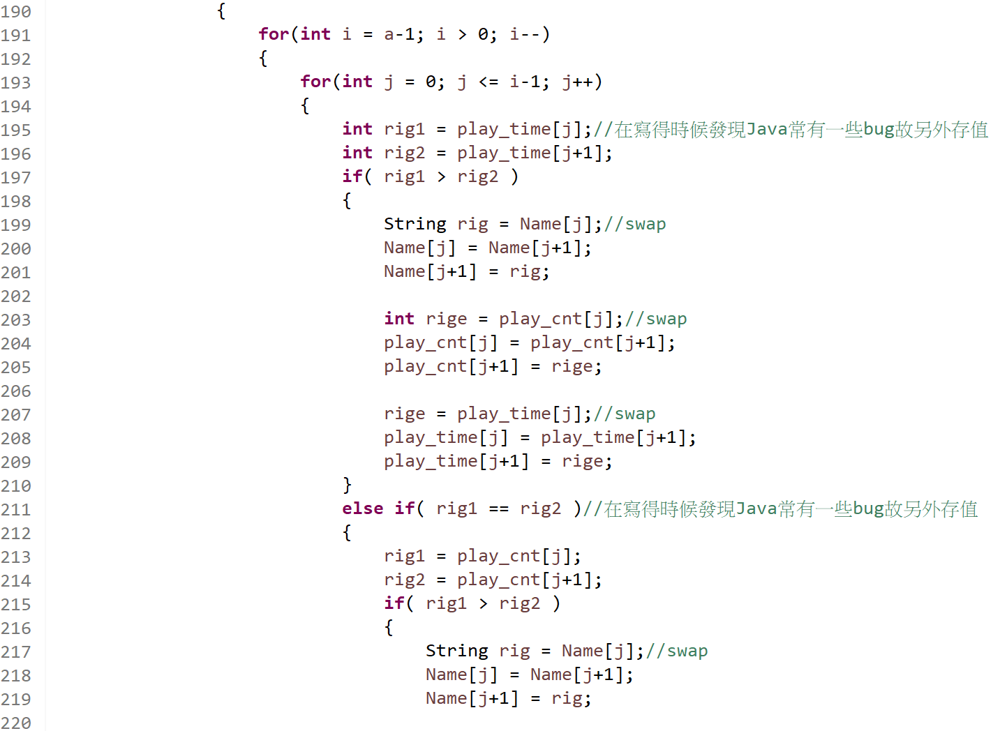 190 {
191 for(int i = a-1; i > 0; i--)
192 {
193 for(int j = 0; j <= i-1; j++)
194 {
195 int rig1 = play_time[j];//在寫得時候發現Java常有一些bug故另外存值
196 int rig2 = play_time[j+1];
197 if( rig1 > rig2 )
198 {
199 String rig = Name[j];//swap
200 Name[j] = Name[j+1];
201 Name[j+1] = rig;
202
203 int rige = play_cnt[j];//swap
204 play_cnt[j] = play_cnt[j+1];
205 play_cnt[j+1] = rige;
206
207 rige = play_time[j];//swap
208 play_time[j] = play_time[j+1];
209 play_time[j+1] = rige;
210 }
211 else if( rig1 == rig2 )//在寫得時候發現Java常有一些bug故另外存值
212 {
213 rig1 = play_cnt[j];
214 rig2 = play_cnt[j+1];
215 if( rig1 > rig2 )
216 {
217 String rig = Name[j];//swap
218 Name[j] = Name[j+1];
219 Name[j+1] = rig;
220